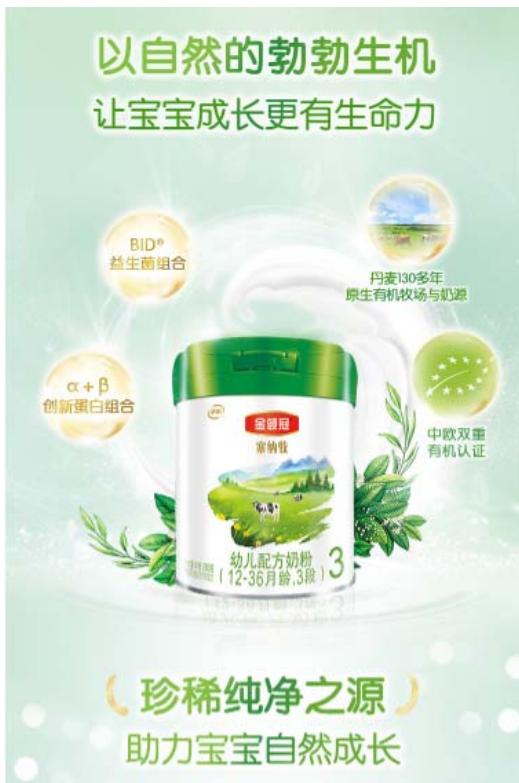 以自然的勃勃生机
让宝宝成长更有生命力
BID®
益生菌组合
丹麦130多年
原生有机牧场与奶源
α+β
创新蛋白组合
中欧双重
有机认证
伊利
金领冠
塞纳牧
幼儿配方奶粉
(12-36月龄,3段)
3
珍稀纯净之源
助力宝宝自然成长